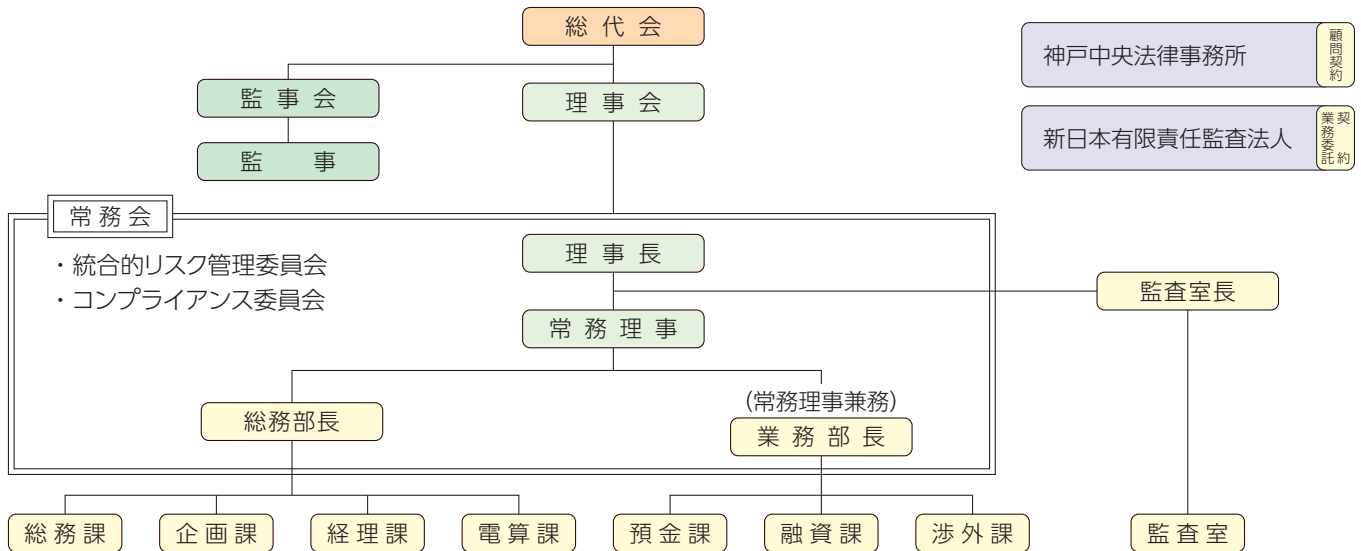 総代会
監事会
理事会
監事
神戸中央法律事務所
顧問契約
新日本有限責任監査法人
業務委託契約
常務会
・統合的リスク管理委員会
・コンプライアンス委員会
理事長
監査室長
常務理事
総務部長
(常務理事兼務)
業務部長
総務課
企画課
経理課
電算課
預金課
融資課
渉外課
監査室